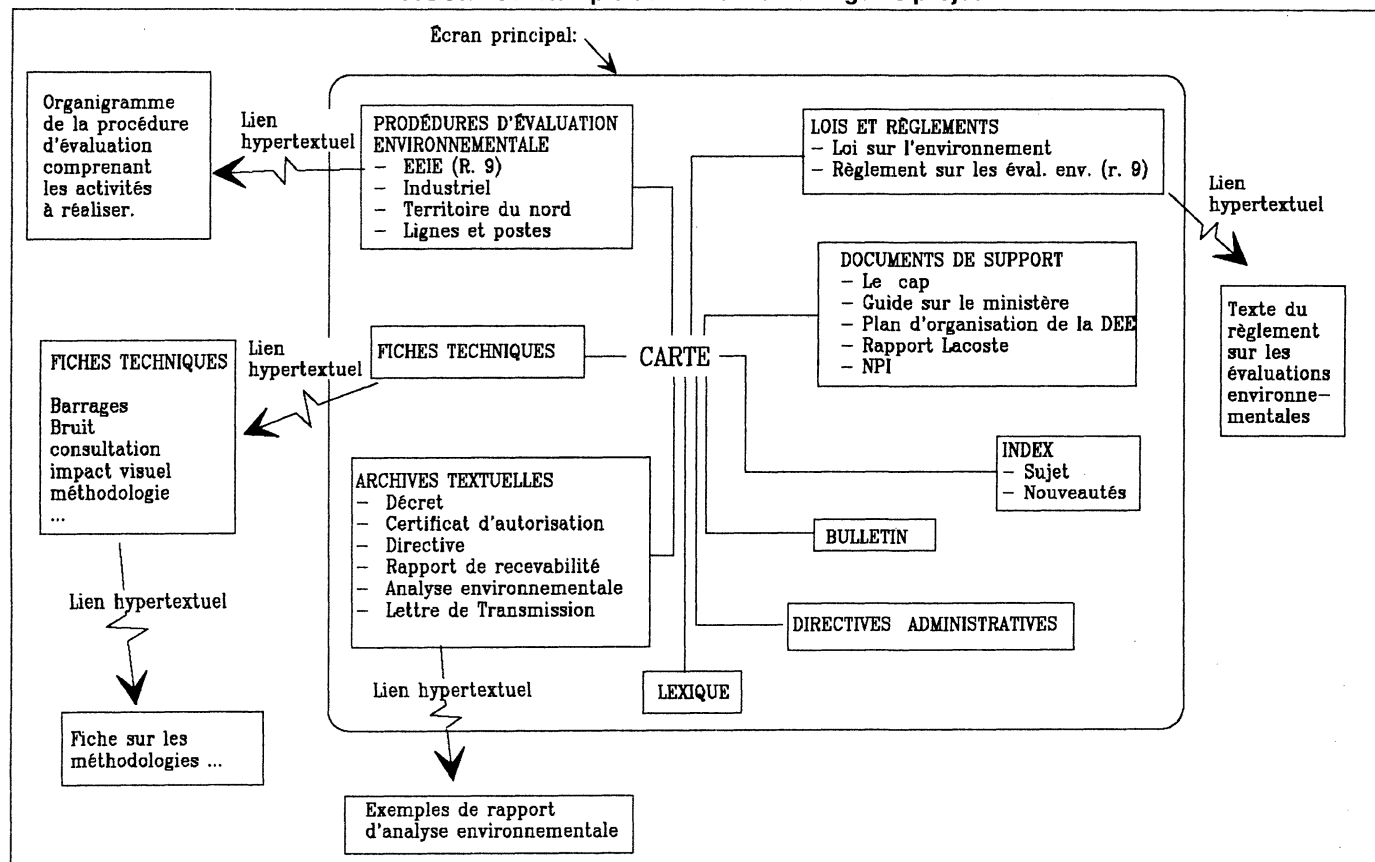 Écran principal:
Organigramme
de la procédure
d'évaluation
comprenant
les activités
à réaliser.
Lien
hypertextuel
PRODÉDURES D'ÉVALUATION
ENVIRONNEMENTALE
– EEIE (R. 9)
– Industriel
– Territoire du nord
– Lignes et postes
LOIS ET RÈGLEMENTS
– Loi sur l'environnement
– Règlement sur les éval. env. (r. 9)
Lien
hypertextuel
Texte du
règlement
sur les
évaluations
environne–
mentales
DOCUMENTS DE SUPPORT
– Le cap
– Guide sur le ministère
– Plan d'organisation de la DEE
– Rapport Lacoste
– NPI
FICHES TECHNIQUES
Barrages
Bruit
consultation
impact visuel
méthodologie
...
Lien
hypertextuel
FICHES TECHNIQUES
CARTE
INDEX
– Sujet
– Nouveautés
ARCHIVES TEXTUELLES
– Décret
– Certificat d'autorisation
– Directive
– Rapport de recevabilité
– Analyse environnementale
– Lettre de Transmission
BULLETIN
DIRECTIVES ADMINISTRATIVES
LEXIQUE
Lien hypertextuel
Fiche sur les
méthodologies ...
Lien hypertextuel
Exemples de rapport
d'analyse environnementale